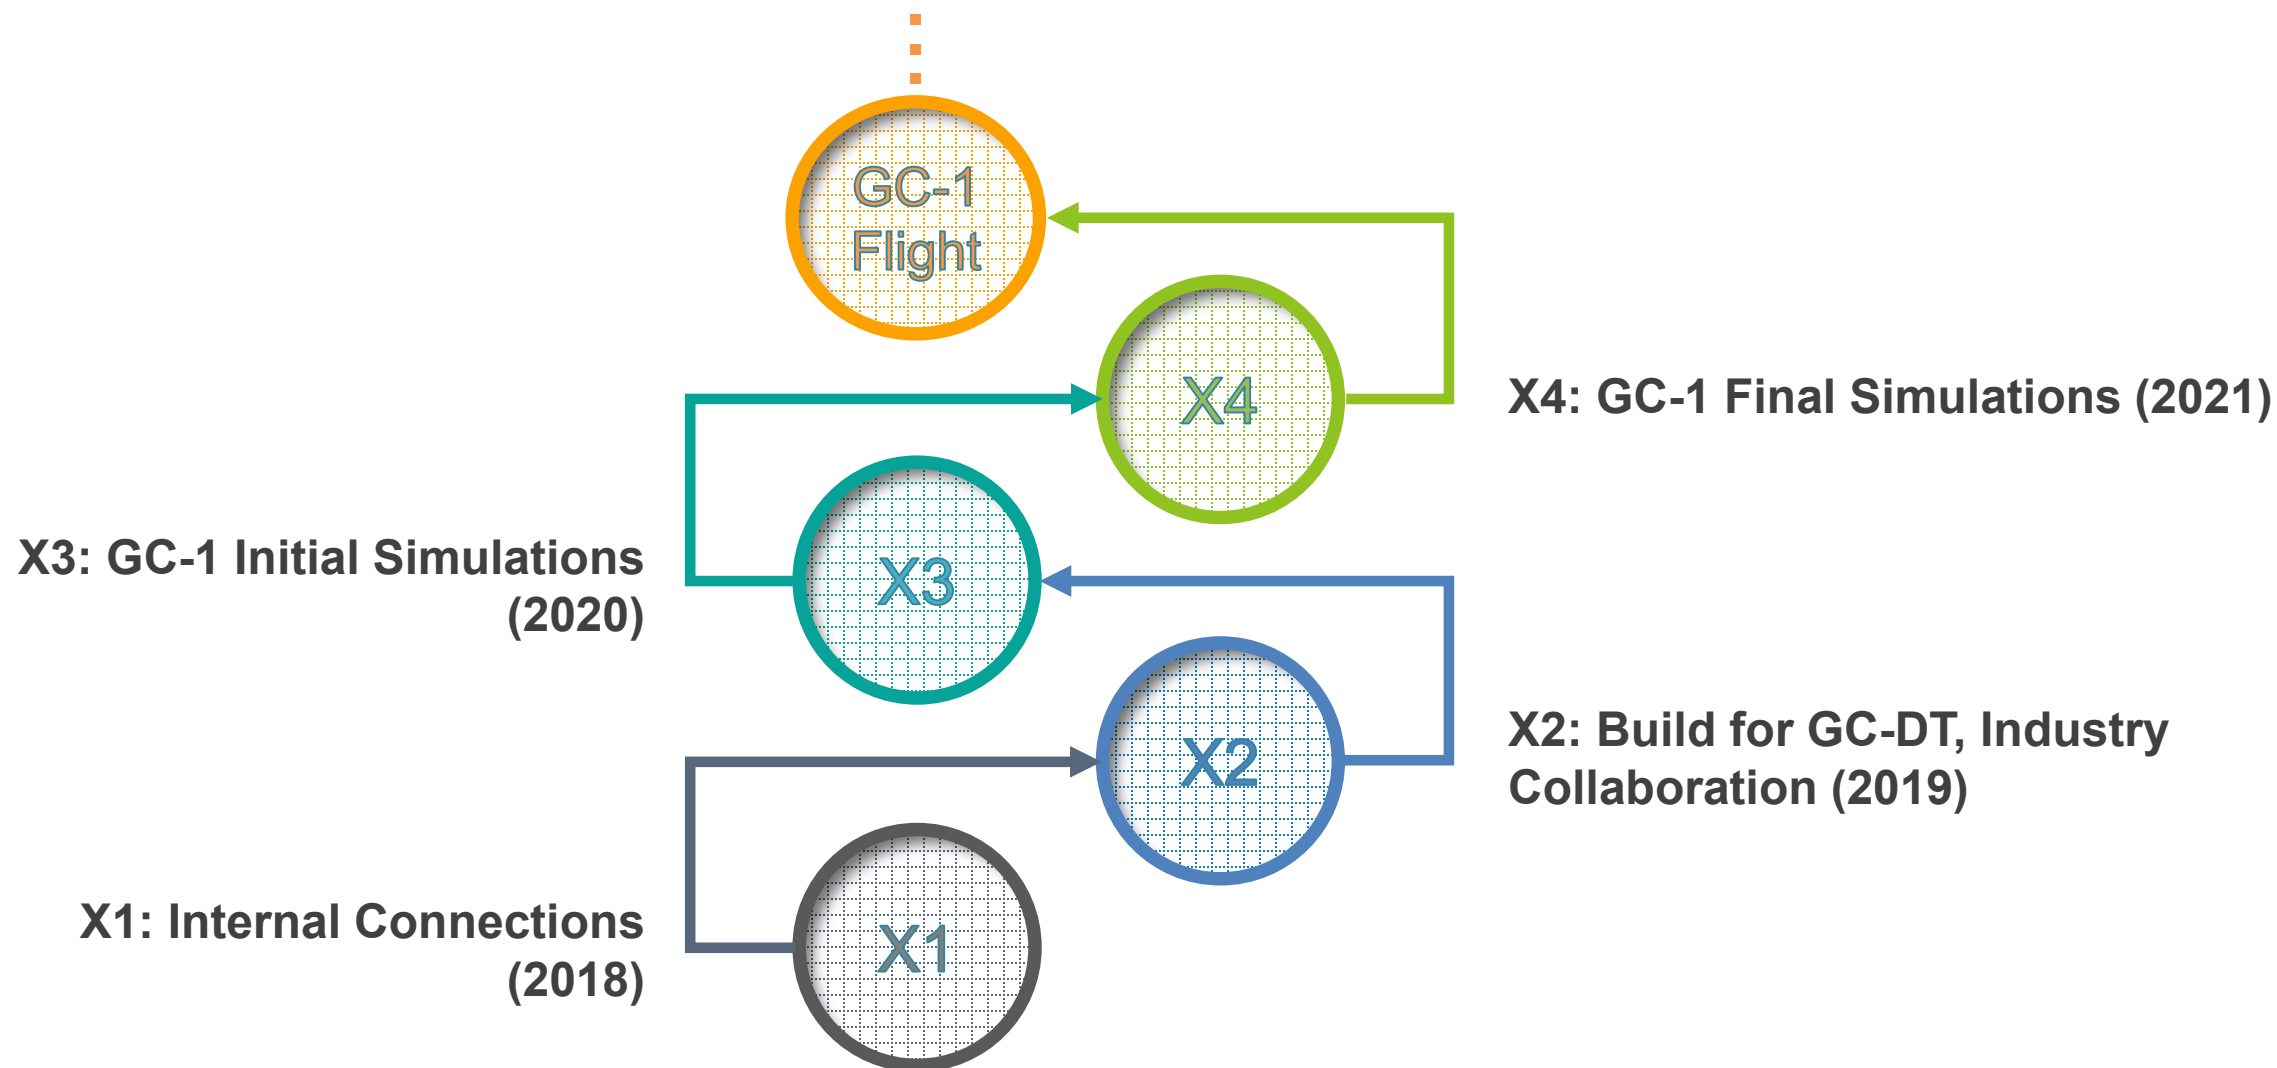 GC-1
Flight
X4
X4: GC-1 Final Simulations (2021)
X3: GC-1 Initial Simulations
(2020)
X3
X2
X2: Build for GC-DT, Industry
Collaboration (2019)
X1: Internal Connections
(2018)
X1